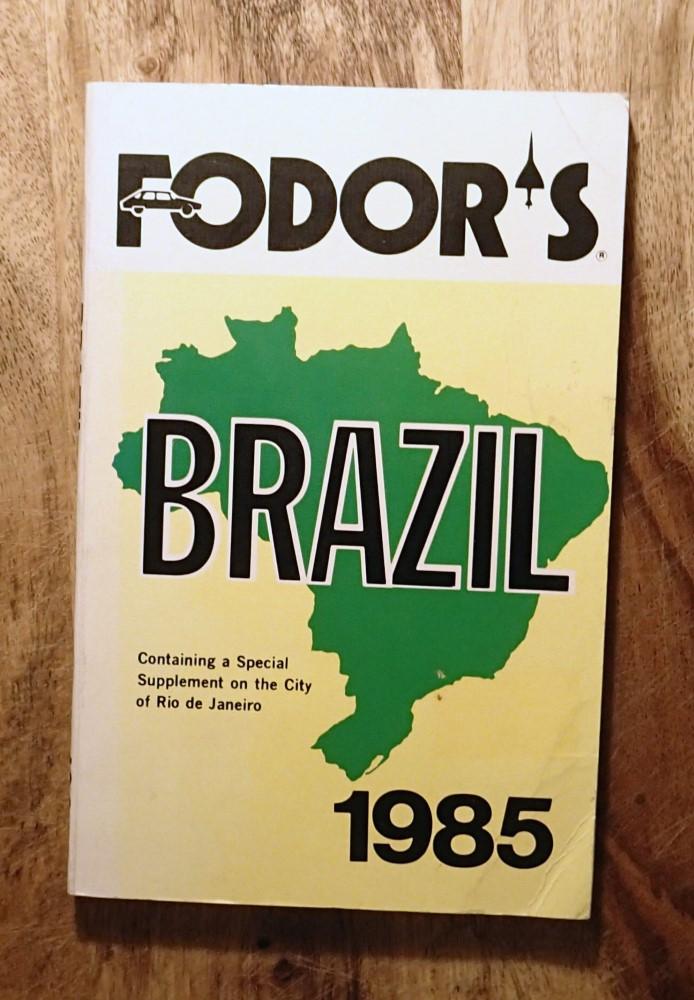 FODOR'S®
BRAZIL
Containing a Special
Supplement on the City
of Rio de Janeiro
1985